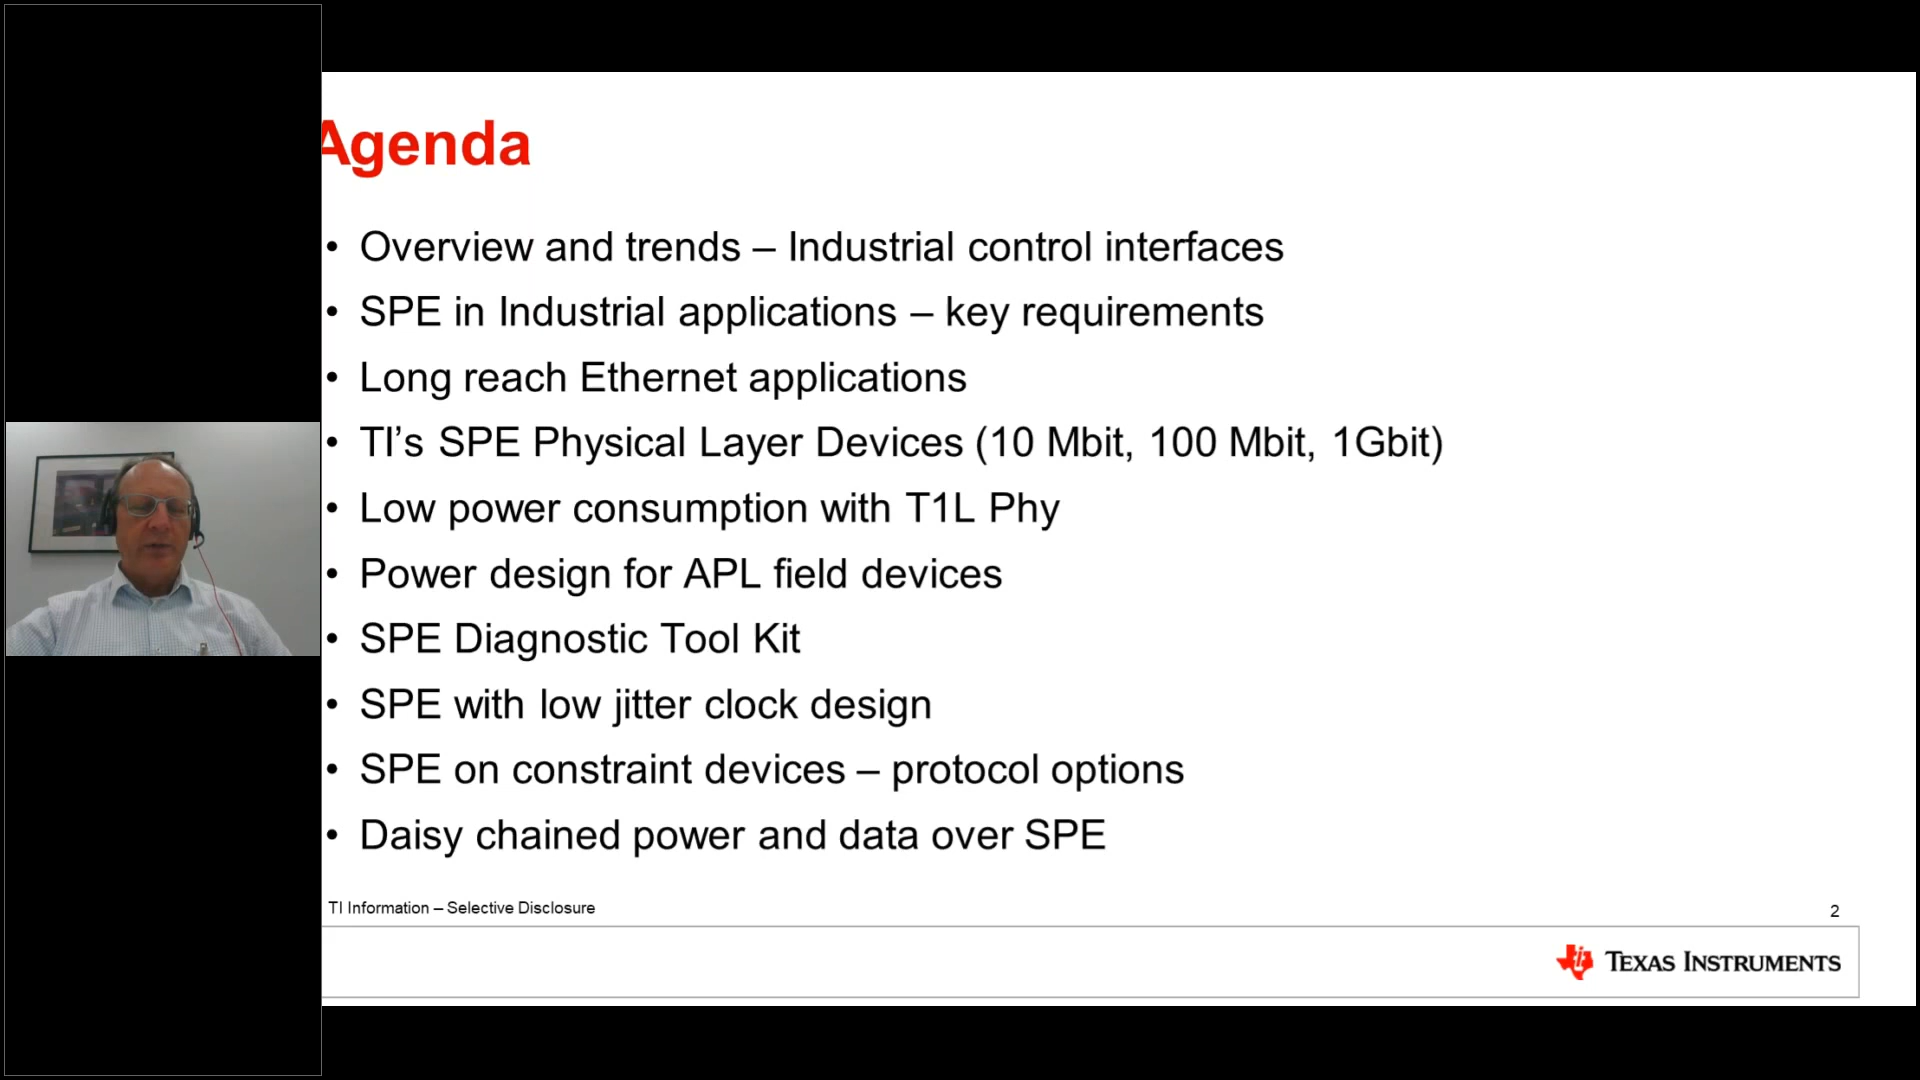 Agenda
• Overview and trends – Industrial control interfaces
• SPE in Industrial applications – key requirements
• Long reach Ethernet applications
• TI’s SPE Physical Layer Devices (10 Mbit, 100 Mbit, 1Gbit)
• Low power consumption with T1L Phy
• Power design for APL field devices
• SPE Diagnostic Tool Kit
• SPE with low jitter clock design
• SPE on constraint devices – protocol options
• Daisy chained power and data over SPE
TI Information – Selective Disclosure
2
TEXAS INSTRUMENTS